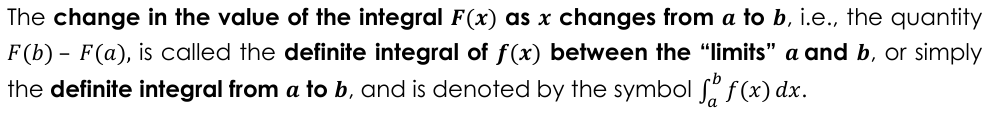 The change in the value of the integral F(x) as x changes from a to b, i.e., the quantity
F(b) – F(a), is called the definite integral of f(x) between the “limits” a and b, or simply
the definite integral from a to b, and is denoted by the symbol ∫ₐᵇ f(x) dx.